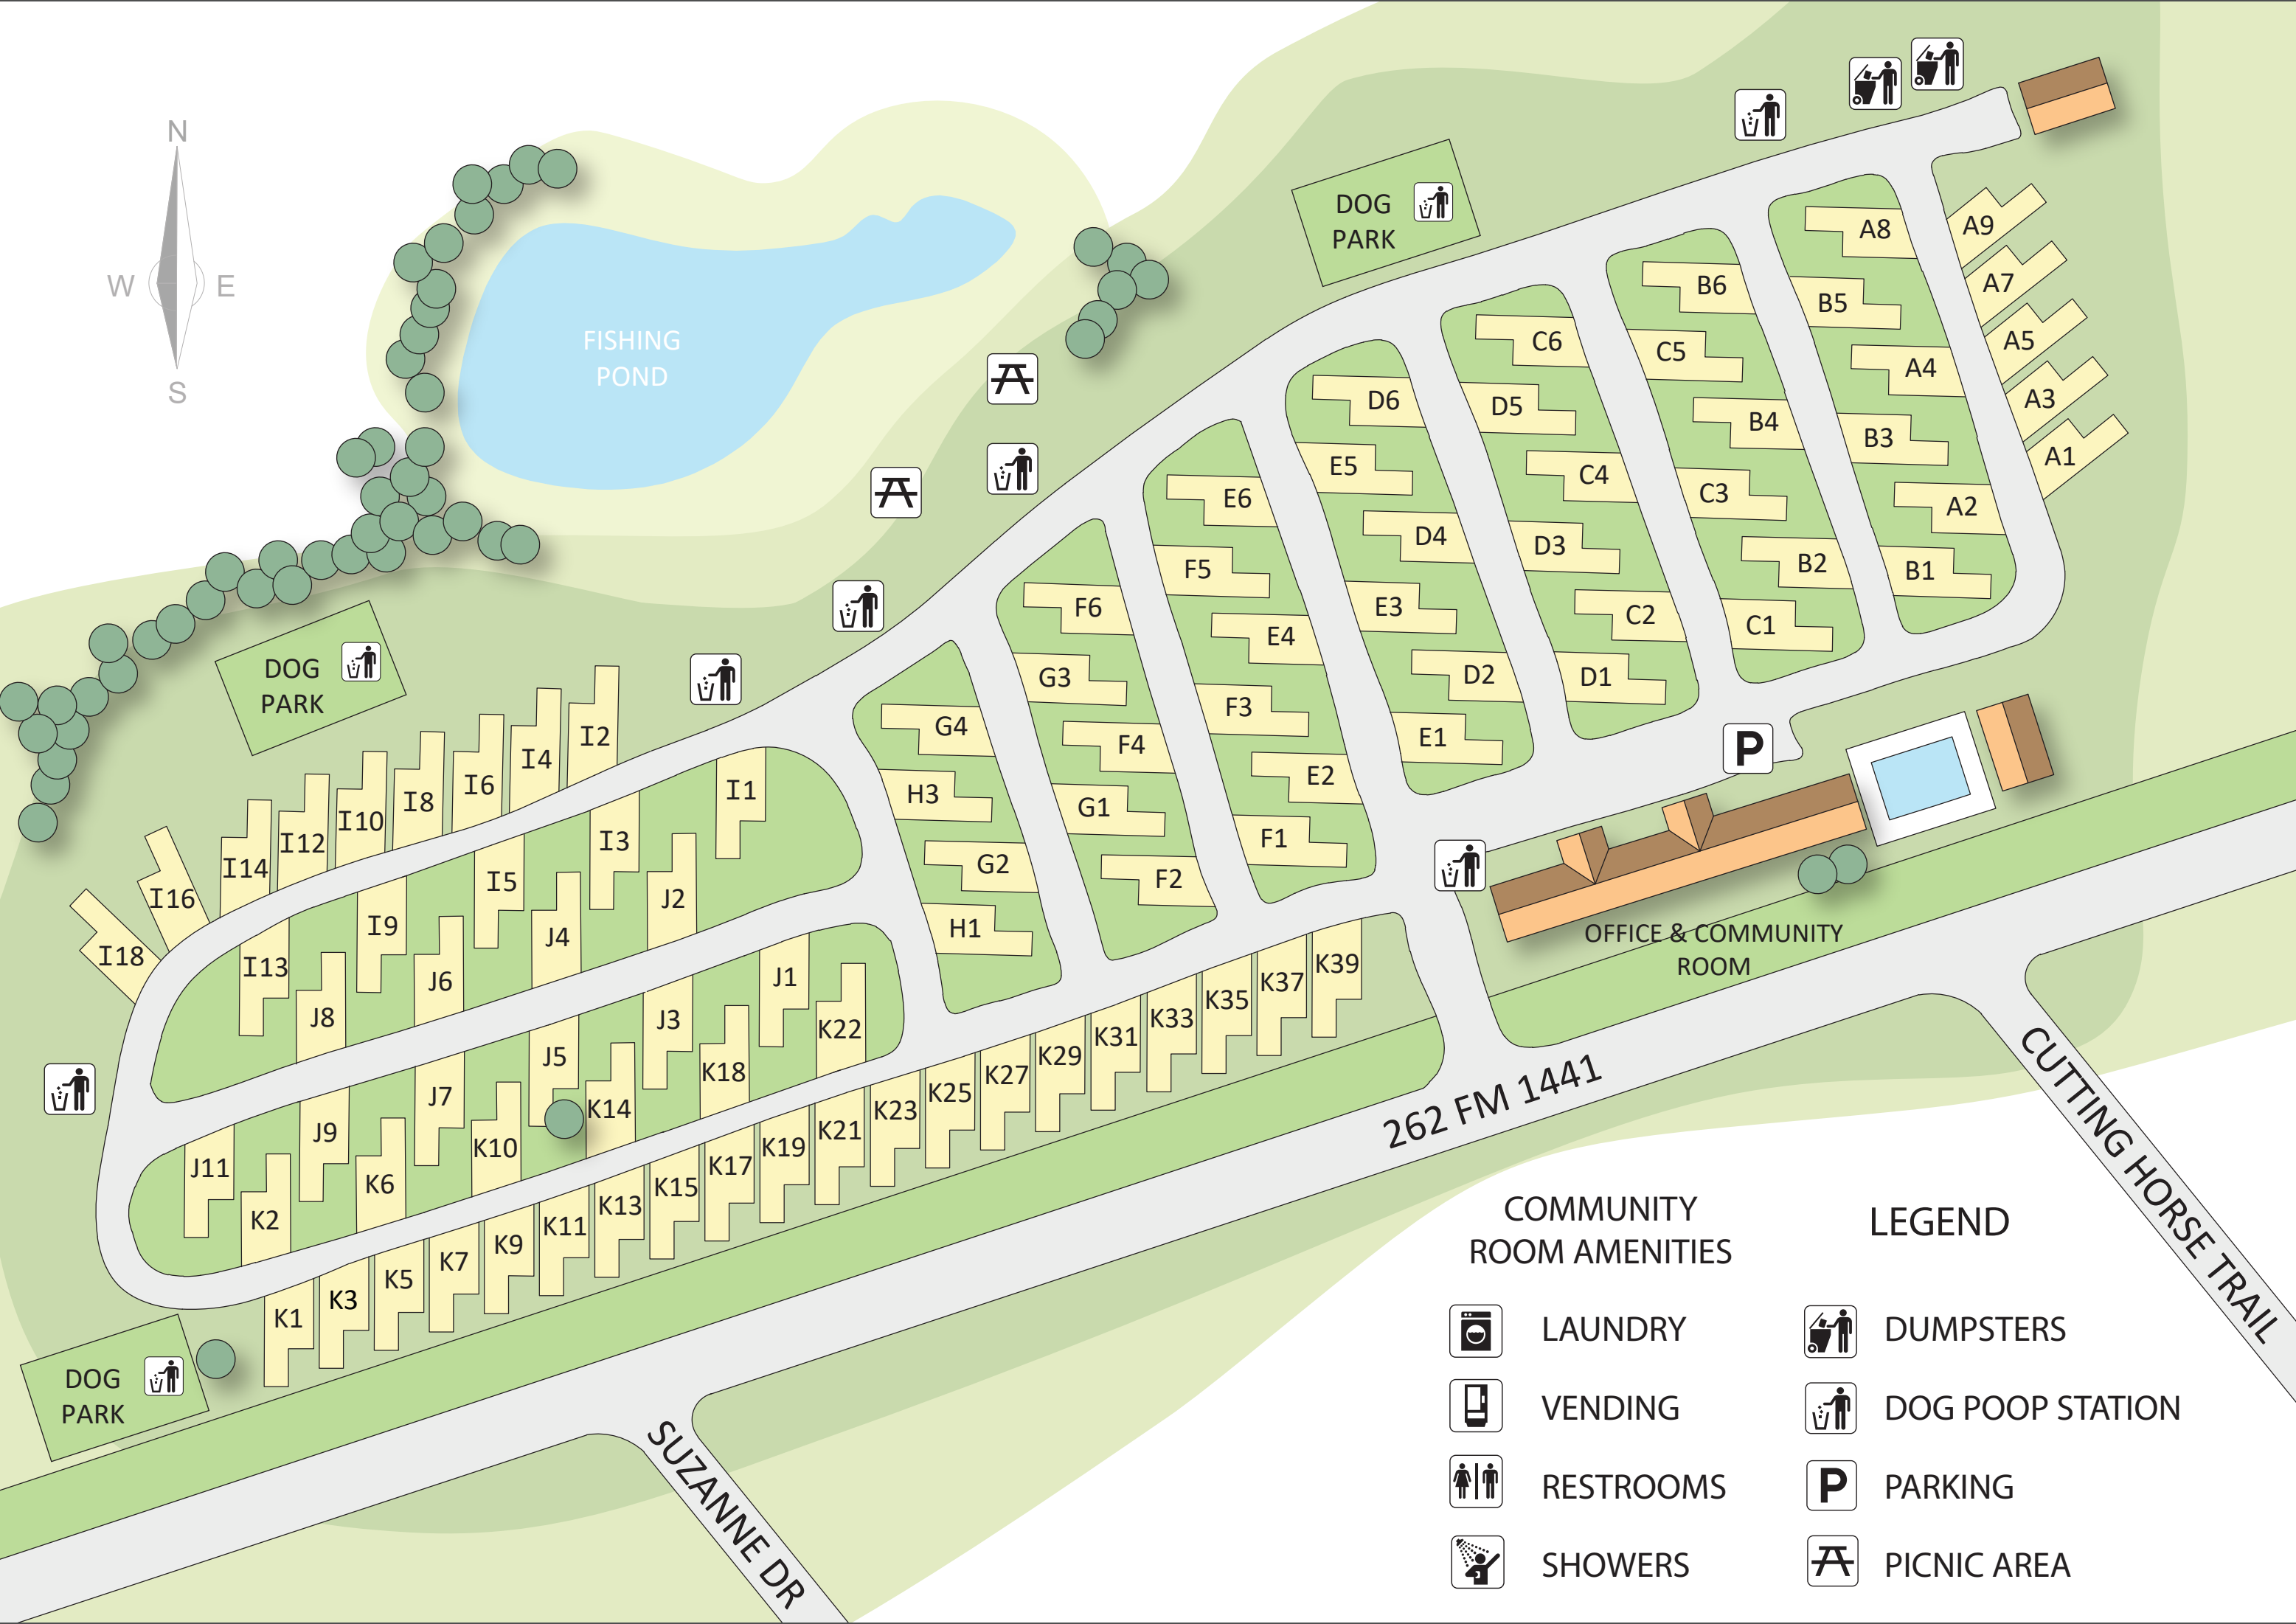 N
W E
S
FISHING
POND
DOG
PARK
DOG
PARK
DOG
PARK
A8
A9
B6
A7
B5
C6
A5
C5
A4
D6
A3
D5
B4
B3
A1
E5
C4
C3
E6
A2
D4
D3
B2
B1
F5
E3
F6
C2
C1
E4
G3
D2
D1
F3
G4
E1
F4
I2
I4
E2
I6
I1
H3
I8
G1
I10
F1
I3
I12
G2
I14
F2
I5
I16
J2
I9
H1
J4
I18
K39
I13
J1
J6
K37
K35
J8
J3
K33
K22
K31
J5
K29
K18
K27
K25
J7
K14
K23
J9
K21
K10
K19
J11
K17
K6
K15
K13
K2
K11
K9
K7
K5
K3
K1
P
OFFICE & COMMUNITY
ROOM
262 FM 1441
CUTTING HORSE TRAIL
SUZANNE DR
COMMUNITY
ROOM AMENITIES
LAUNDRY
VENDING
RESTROOMS
SHOWERS
LEGEND
DUMPSTERS
DOG POOP STATION
P PARKING
PICNIC AREA